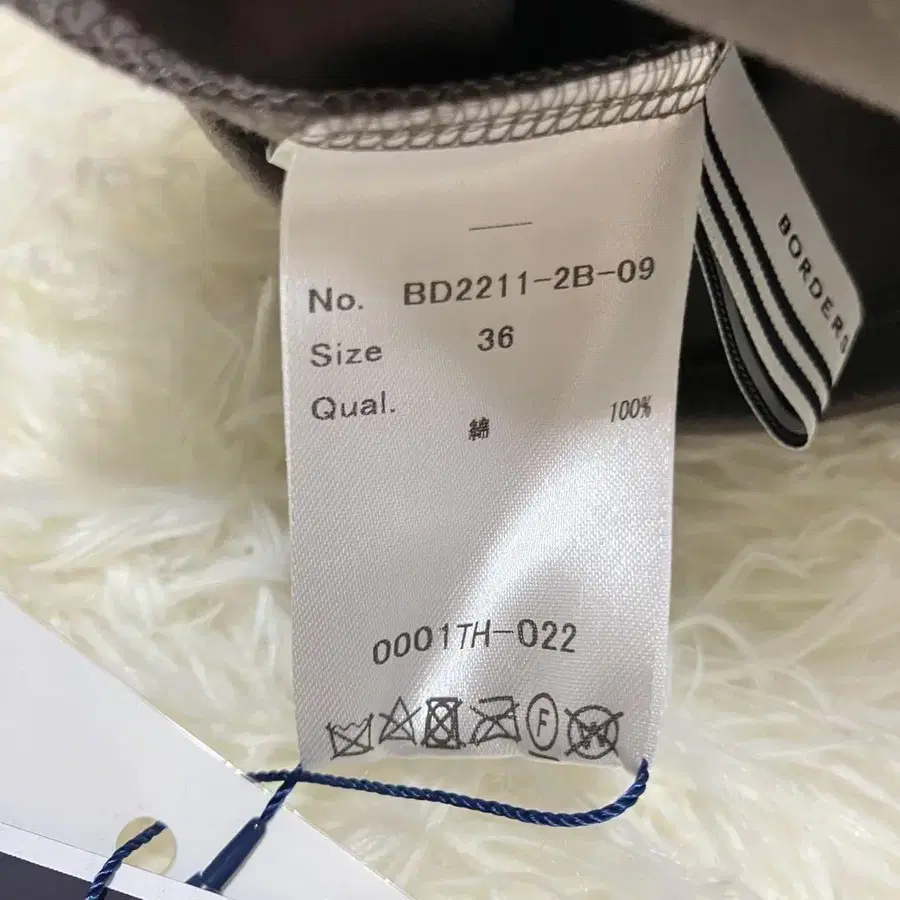 No. BD2211-2B-09
Size 36
Qual.
綿 100%
0001TH-022
F
W
BORDERS